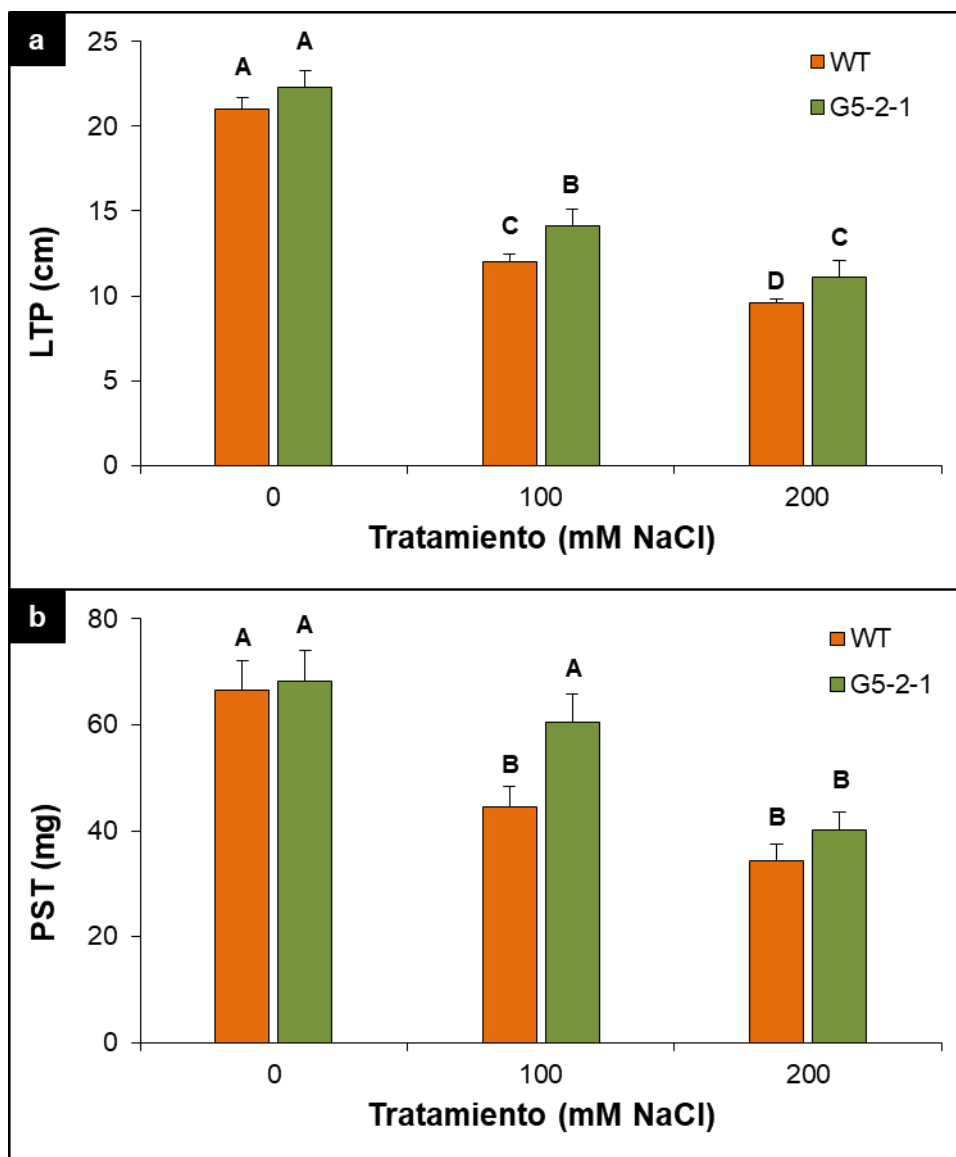 a
WT
G5-2-1
LTP (cm)
25
20
15
10
5
0
A
A
C
B
D
C
0
100
200
Tratamiento (mM NaCl)
b
WT
G5-2-1
PST (mg)
80
60
40
20
0
A
A
B
A
B
B
0
100
200
Tratamiento (mM NaCl)